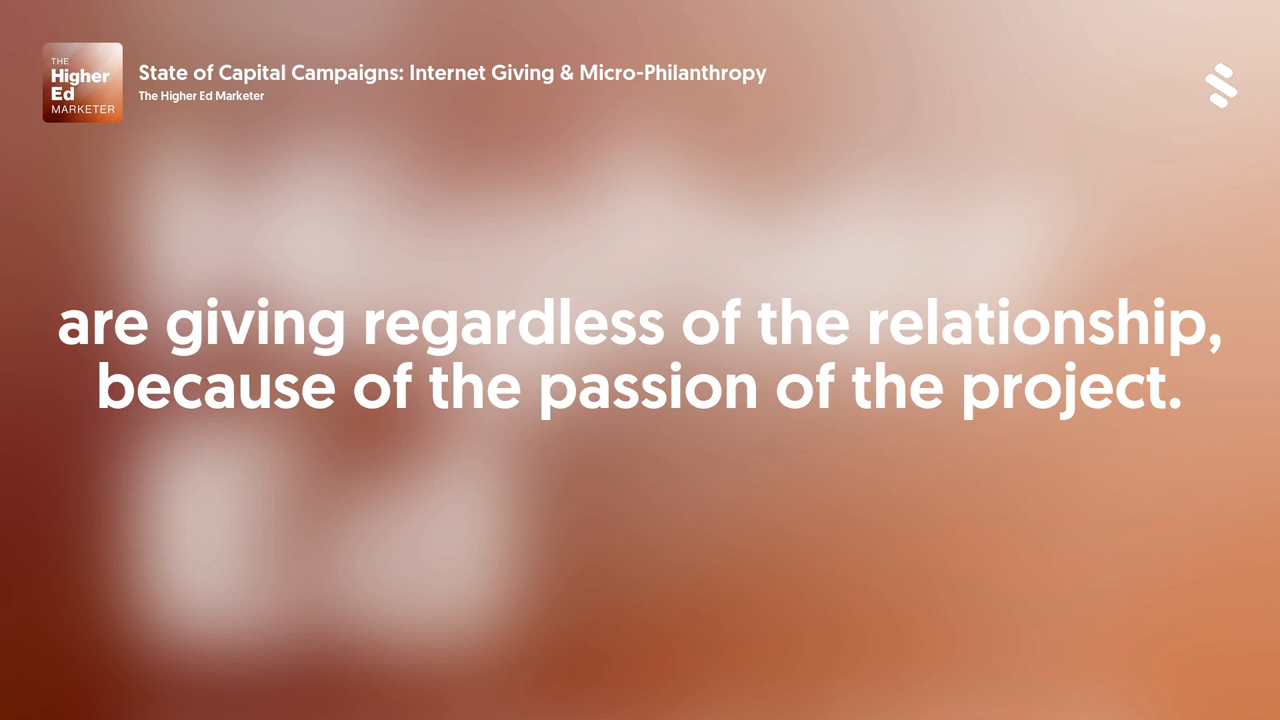 THE
Higher
Ed
MARKETER
State of Capital Campaigns: Internet Giving & Micro-Philanthropy
The Higher Ed Marketer
are giving regardless of the relationship,
because of the passion of the project.